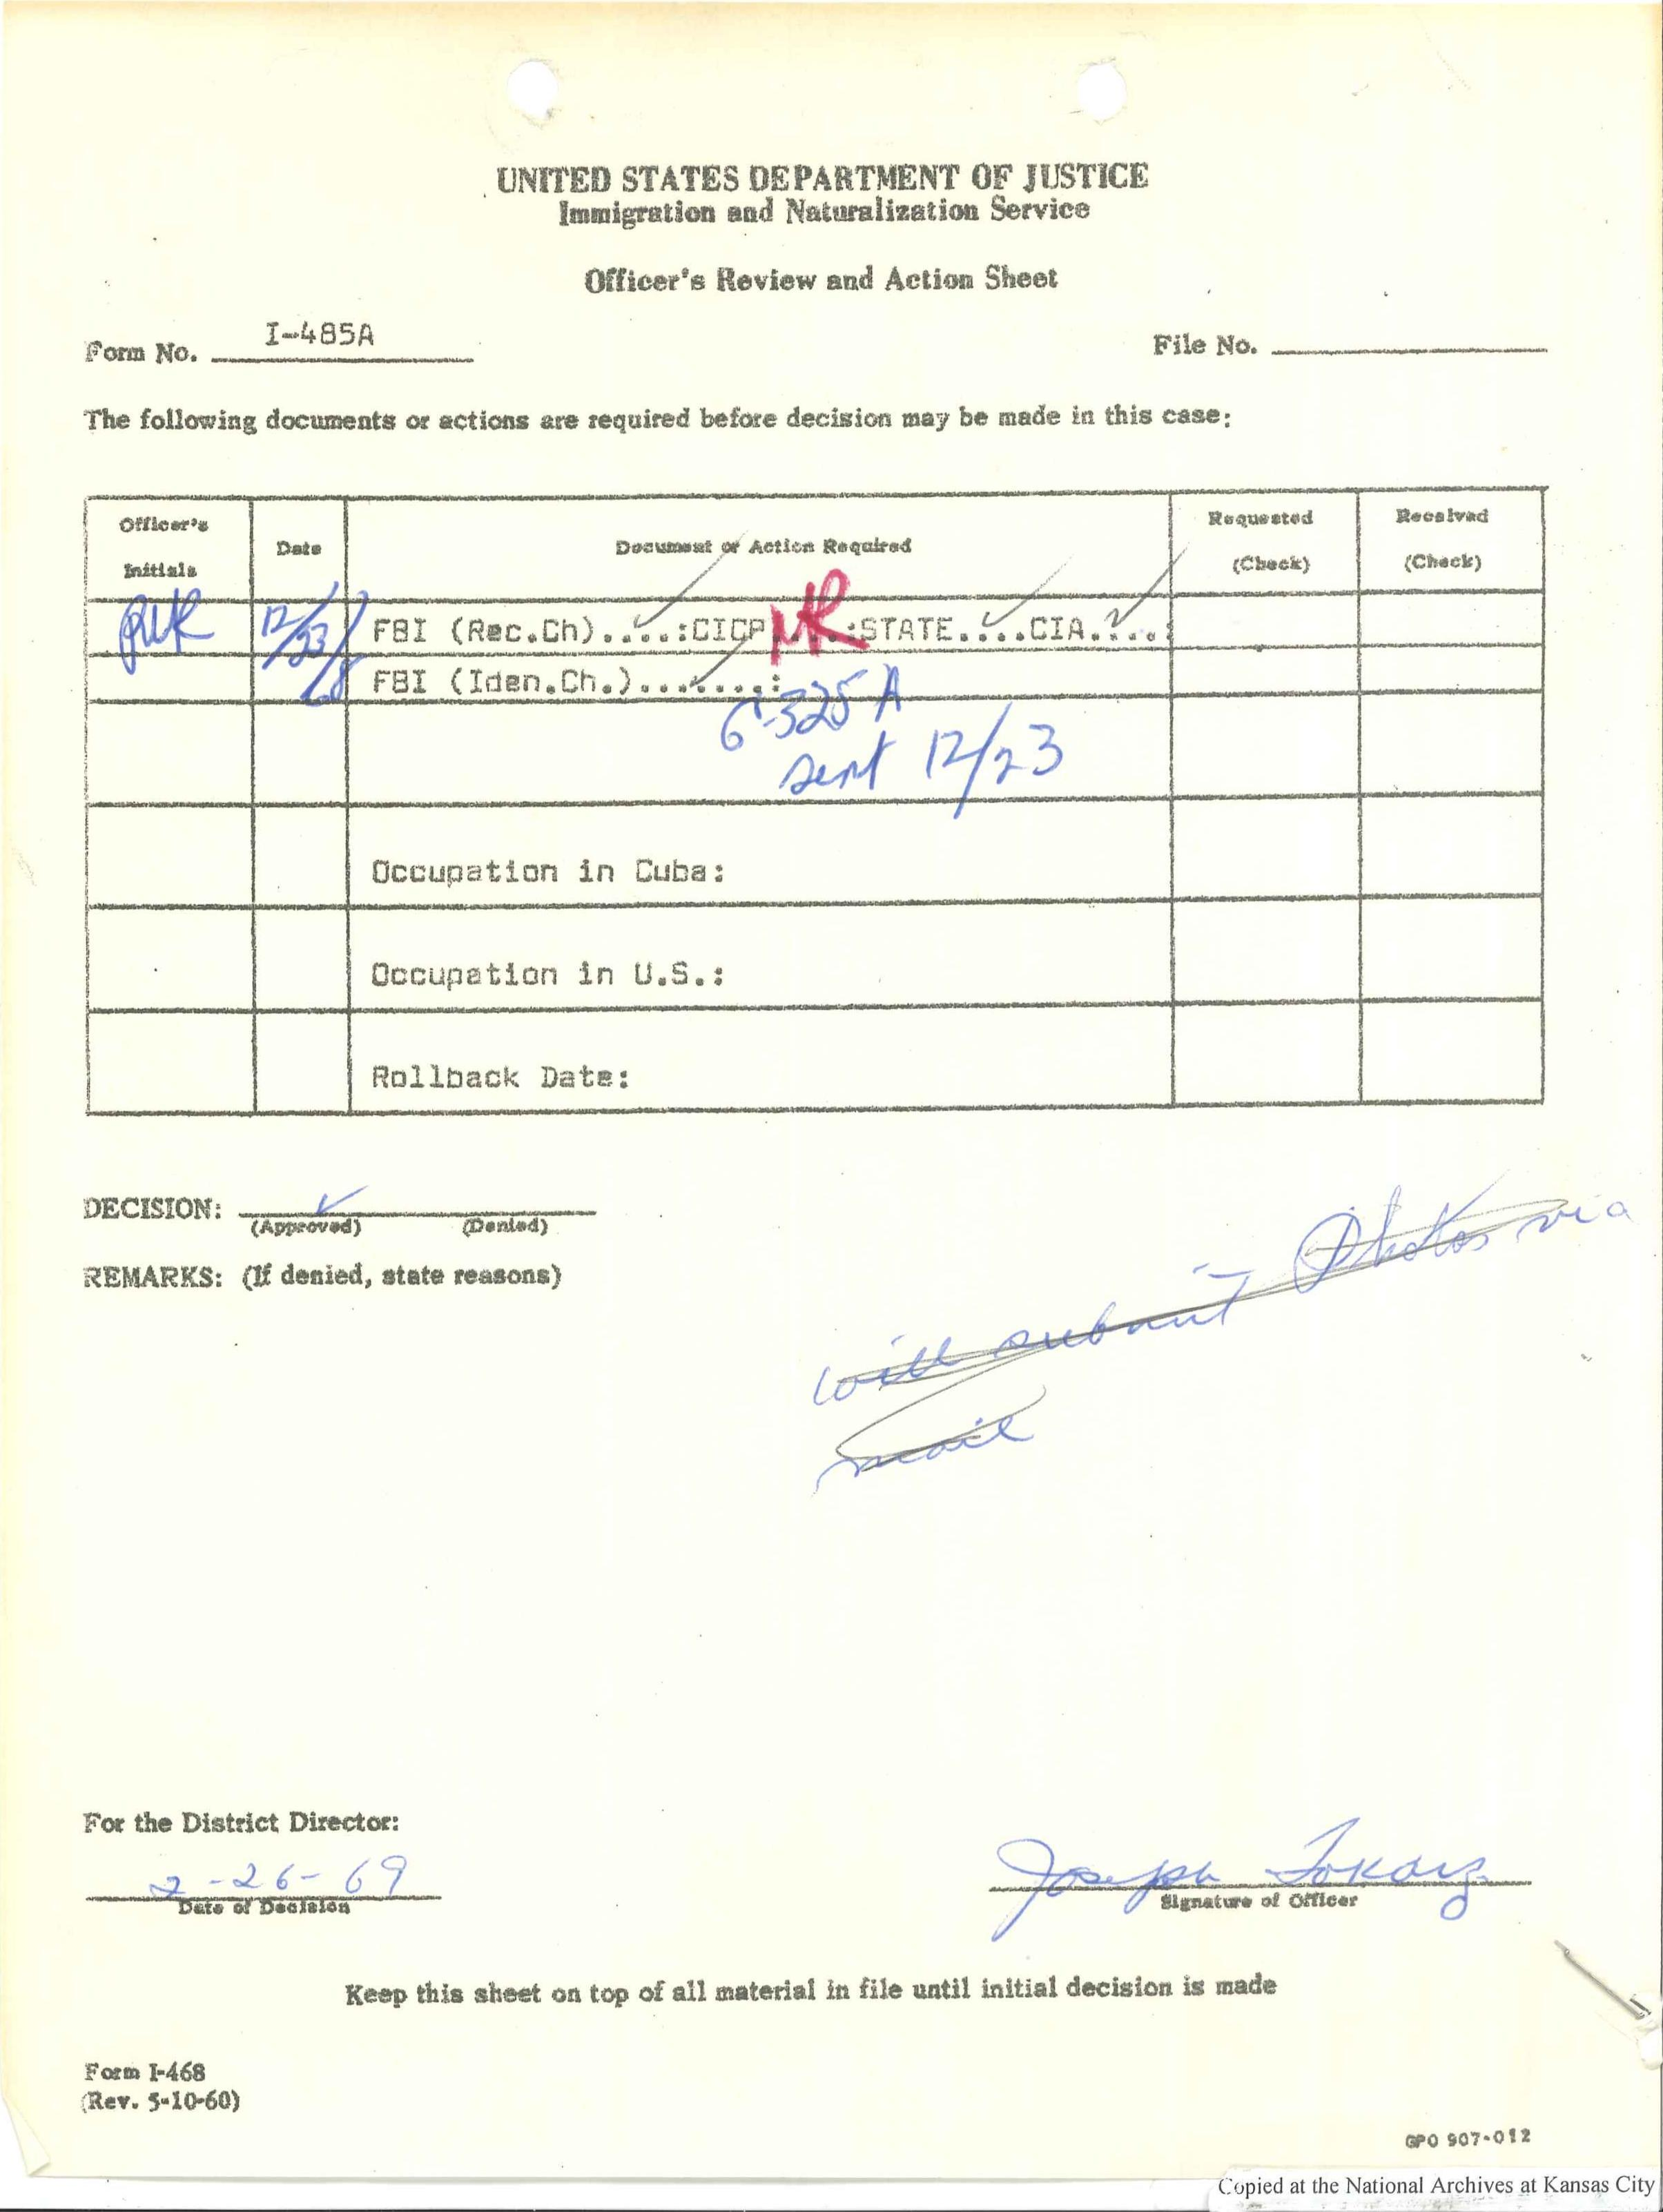 UNITED STATES DEPARTMENT OF JUSTICE
Immigration and Naturalization Service
Officer's Review and Action Sheet
Form No. I-485A
File No.
The following documents or actions are required before decision may be made in this case:
Officer's Initials
Date
Document or Action Required
Requested (Check)
Received (Check)
12/23/68
FBI (Rec.Ch).....:CICP NR :STATE.....CIA.....:
FBI (Iden.Ch.)........:
G-325A
sent 12/23
Occupation in Cuba:
Occupation in U.S.:
Rollback Date:
DECISION: ✓
(Approved) (Denied)
REMARKS: (If denied, state reasons)
will submit Photos via
mail
For the District Director:
2-26-69
Date of Decision
Joseph Tokarz
Signature of Officer
Keep this sheet on top of all material in file until initial decision is made
Form I-468
(Rev. 5-10-60)
GPO 907-012
Copied at the National Archives at Kansas City